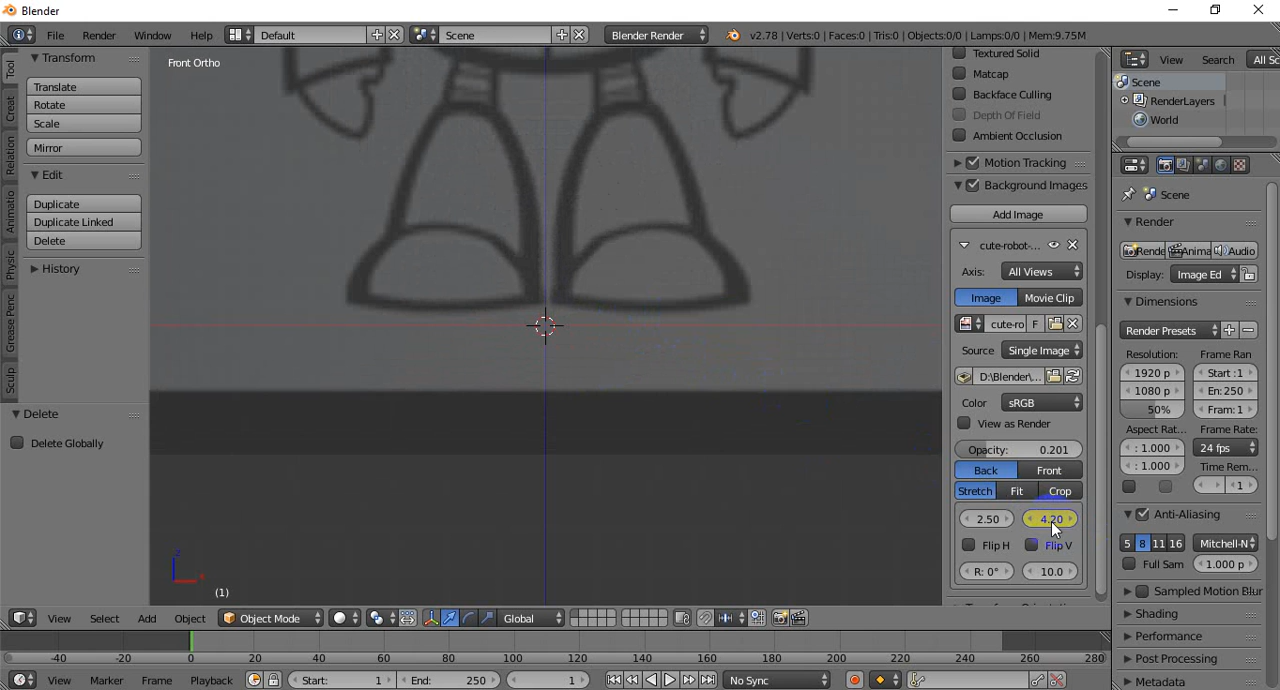 Blender
File Render Window Help Default Scene Blender Render v2.78 | Verts:0 | Faces:0 | Tris:0 | Objects:0/0 | Lamps:0/0 | Mem:9.75M
Tool
Creat
Relation
Animatio
Physic
Grease Penc
Sculp
Transform
Translate
Rotate
Scale
Mirror
Edit
Duplicate
Duplicate Linked
Delete
History
Delete
Delete Globally
Front Ortho
(1)
Textured Solid
Matcap
Backface Culling
Depth Of Field
Ambient Occlusion
Motion Tracking
Background Images
Add Image
cute-robot-...
Axis: All Views
Image Movie Clip
cute-ro F
Source Single Image
D:\Blender\...
Color sRGB
View as Render
Opacity: 0.201
Back Front
Stretch Fit Crop
2.50 4.20
Flip H Flip V
R: 0° 10.0
View Search All Sc
Scene
RenderLayers
World
Scene
Render
Rende Anima Audio
Display: Image Ed
Dimensions
Render Presets
Resolution: Frame Ran
1920 p Start :1
1080 p En: 250
50% Fram: 1
Aspect Rat... Frame Rate:
: 1.000 24 fps
: 1.000 Time Rem...
1
Anti-Aliasing
5 8 11 16 Mitchell-N
Full Sam 1.000 p
Sampled Motion Blur
Shading
Performance
Post Processing
Metadata
View Select Add Object Object Mode Global
-40 -20 0 20 40 60 80 100 120 140 160 180 200 220 240 260 280
View Marker Frame Playback Start: 1 End: 250 1 No Sync